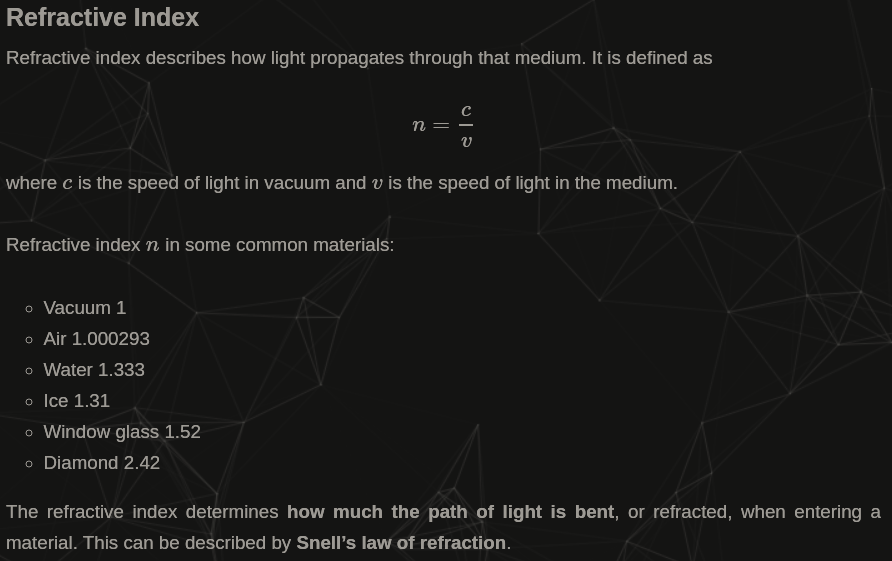 Refractive Index
Refractive index describes how light propagates through that medium. It is defined as
n = c/v
where c is the speed of light in vacuum and v is the speed of light in the medium.
Refractive index n in some common materials:
Vacuum 1
Air 1.000293
Water 1.333
Ice 1.31
Window glass 1.52
Diamond 2.42
The refractive index determines how much the path of light is bent, or refracted, when entering a
material. This can be described by Snell’s law of refraction.